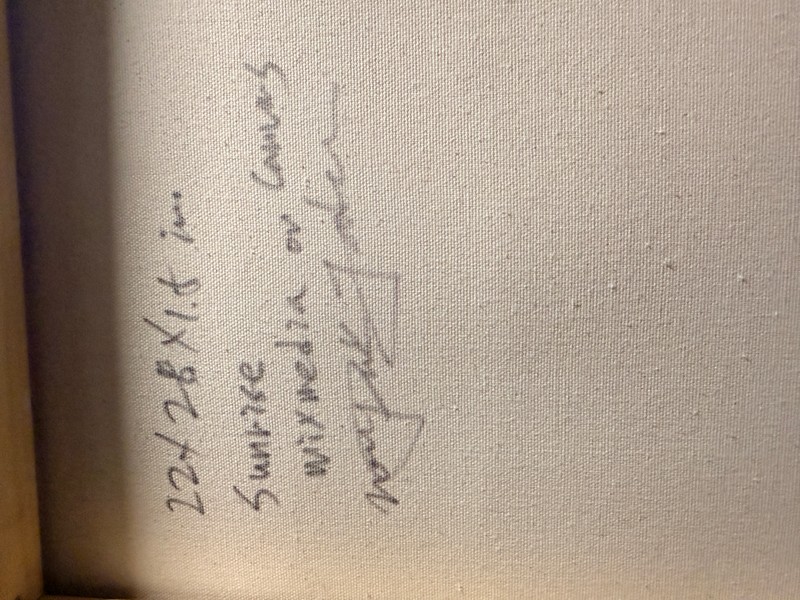 22x28x1.5 in.
Sunrise
Mixmedia on Canvas